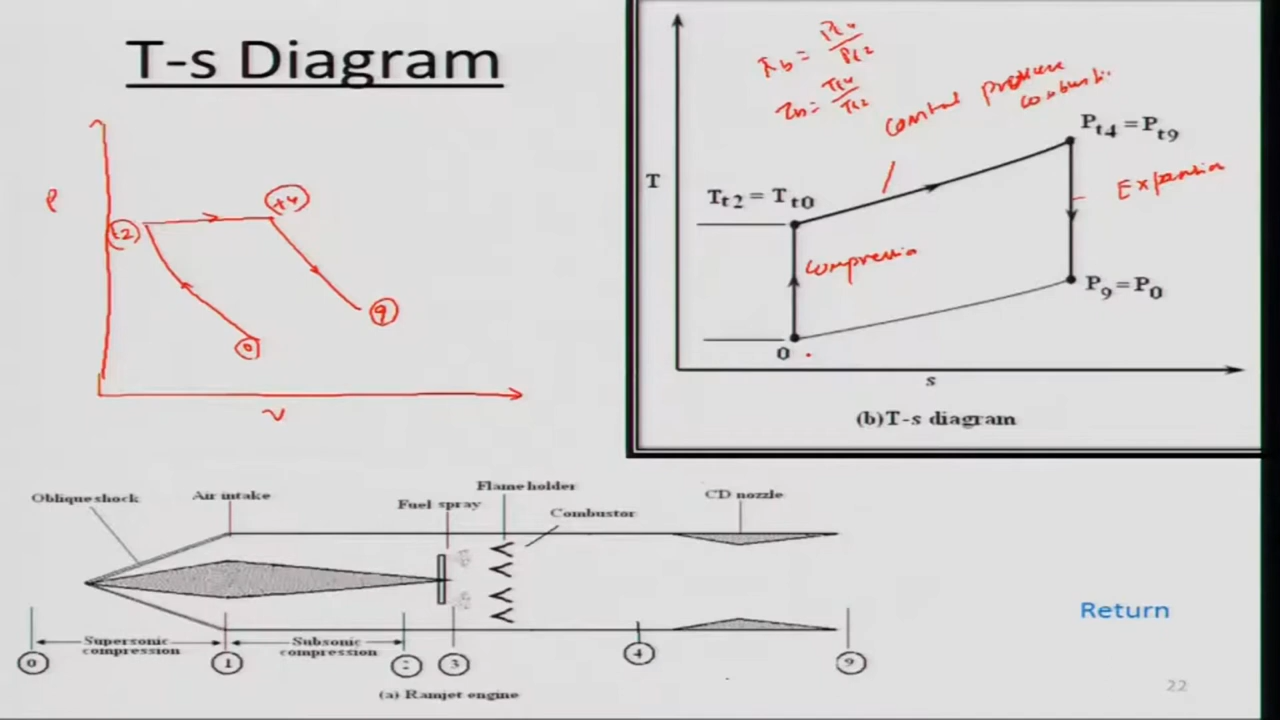 T-s Diagram
P
t2
t4
9
0
v
πb = Pt4/Pt2
τb = Tt4/Tt2
constant pressure
combustion
T
Tt2 = Tt0
Pt4 = Pt9
Expansion
compression
P9 = P0
0
s
(b)T-s diagram
Oblique shock
Air intake
Fuel spray
Flame holder
Combustor
CD nozzle
Supersonic
compression
Subsonic
compression
0
1
2
3
4
9
(a) Ramjet engine
Return
22